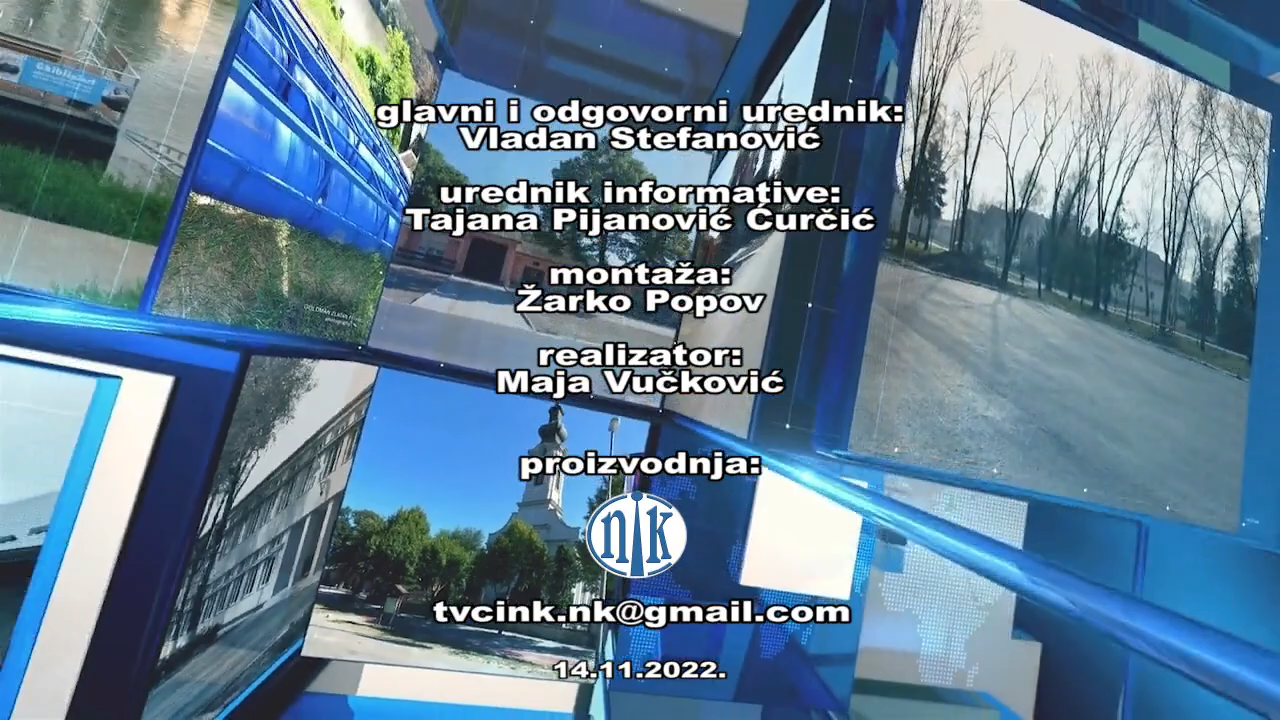 glavni i odgovorni urednik:
Vladan Stefanović
urednik informative:
Tajana Pijanović Ćurčić
montaža:
Žarko Popov
realizator:
Maja Vučković
proizvodnja:
nik
tvcink.nk@gmail.com
14.11.2022.